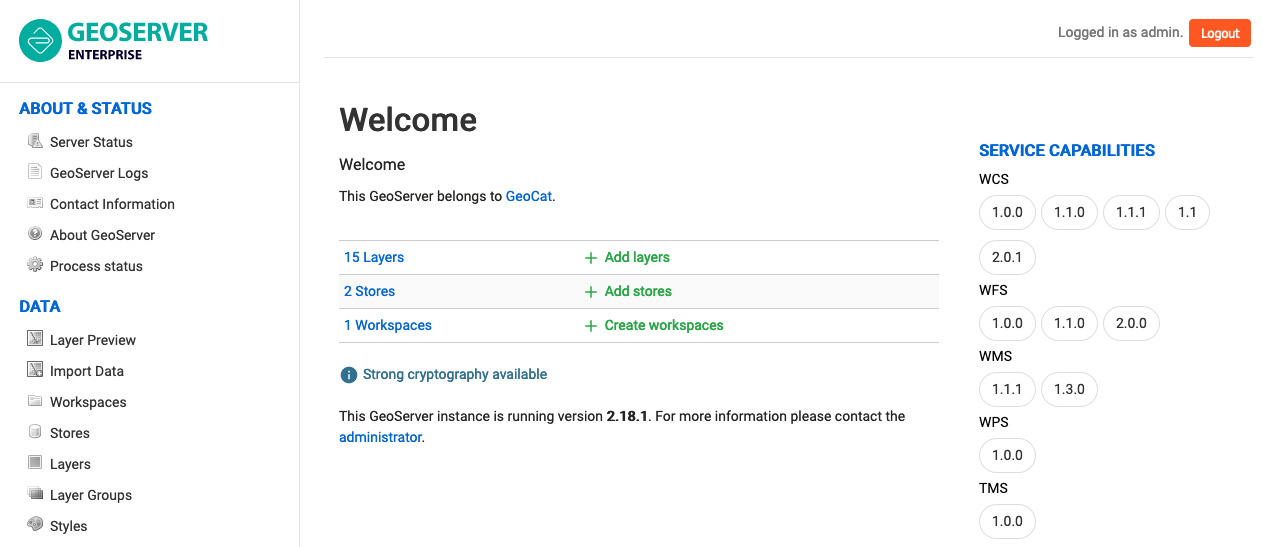 GEOSERVER
ENTERPRISE
Logged in as admin. Logout
ABOUT & STATUS
Server Status
GeoServer Logs
Contact Information
About GeoServer
Process status
DATA
Layer Preview
Import Data
Workspaces
Stores
Layers
Layer Groups
Styles
Welcome
Welcome
This GeoServer belongs to GeoCat.
15 Layers + Add layers
2 Stores + Add stores
1 Workspaces + Create workspaces
Strong cryptography available
This GeoServer instance is running version 2.18.1. For more information please contact the
administrator.
SERVICE CAPABILITIES
WCS
1.0.0 1.1.0 1.1.1 1.1
2.0.1
WFS
1.0.0 1.1.0 2.0.0
WMS
1.1.1 1.3.0
WPS
1.0.0
TMS
1.0.0